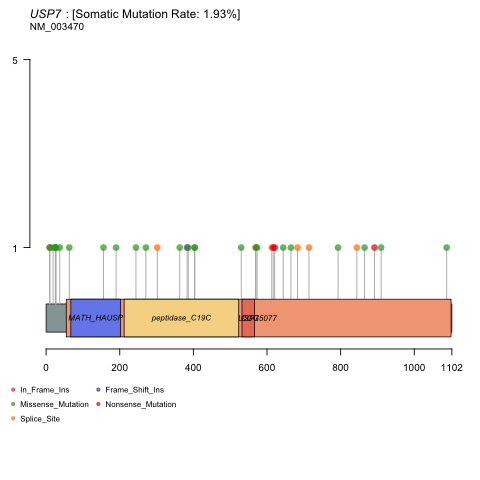 USP7 : [Somatic Mutation Rate: 1.93%]
NM_003470
5
1
MATH_HAUSP
peptidase_C19C
0
200
400
600
800
1000
1102
In_Frame_Ins
Frame_Shift_Ins
Missense_Mutation
Nonsense_Mutation
Splice_Site